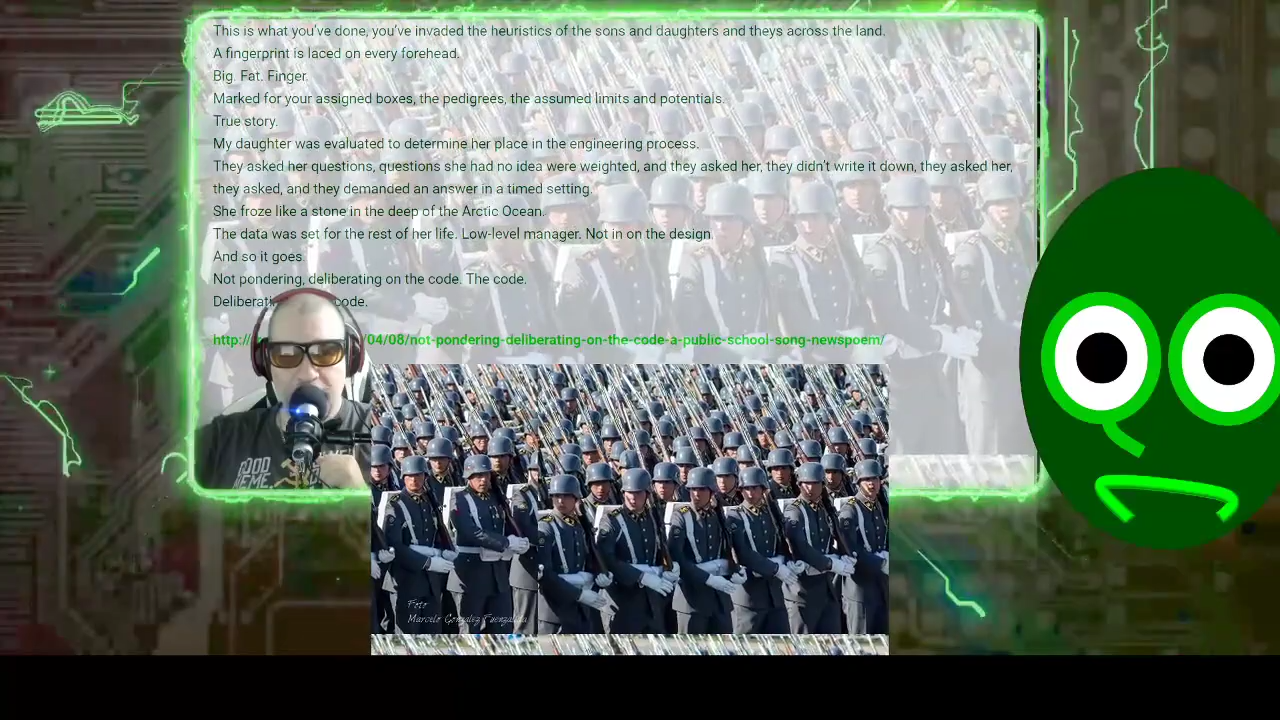 This is what you've done, you've invaded the heuristics of the sons and daughters and theys across the land.
A fingerprint is laced on every forehead.
Big. Fat. Finger.
Marked for your assigned boxes, the pedigrees, the assumed limits and potentials.
True story.
My daughter was evaluated to determine her place in the engineering process.
They asked her questions, questions she had no idea were weighted, and they asked her, they didn't write it down, they asked her,
they asked, and they demanded an answer in a timed setting.
She froze like a stone in the deep of the Arctic Ocean.
The data was set for the rest of her life. Low-level manager. Not in on the design.
And so it goes
Not pondering, deliberating on the code. The code.
Deliberati code.
http:// /04/08/not-pondering-deliberating-on-the-code-a-public-school-song-newspoem/
GOOD
Foto
Marcelo Gonzalez Fuenzalida